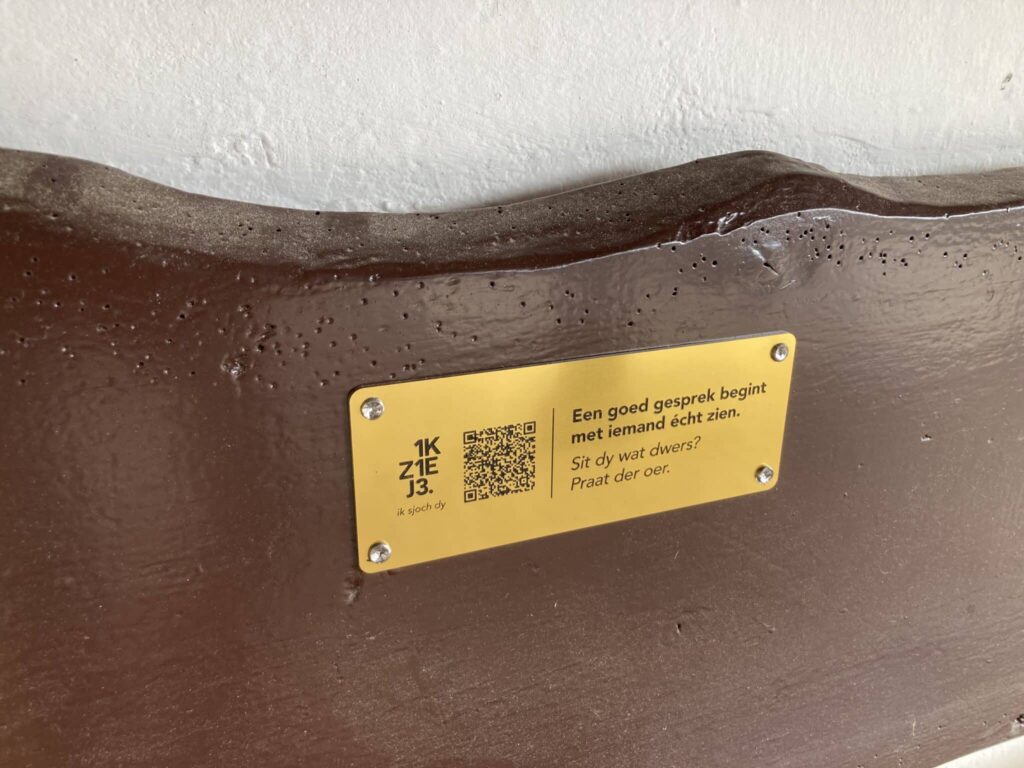 1K
Z1E
J3.
ik sjoch dy
Een goed gesprek begint
met iemand écht zien.
Sit dy wat dwers?
Praat der oer.